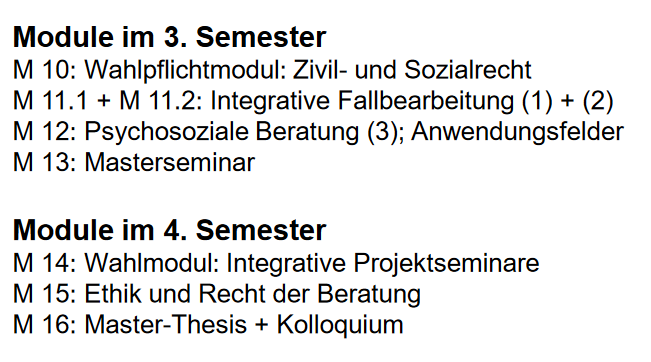 Module im 3. Semester
M 10: Wahlpflichtmodul: Zivil- und Sozialrecht
M 11.1 + M 11.2: Integrative Fallbearbeitung (1) + (2)
M 12: Psychosoziale Beratung (3); Anwendungsfelder
M 13: Masterseminar
Module im 4. Semester
M 14: Wahlmodul: Integrative Projektseminare
M 15: Ethik und Recht der Beratung
M 16: Master-Thesis + Kolloquium